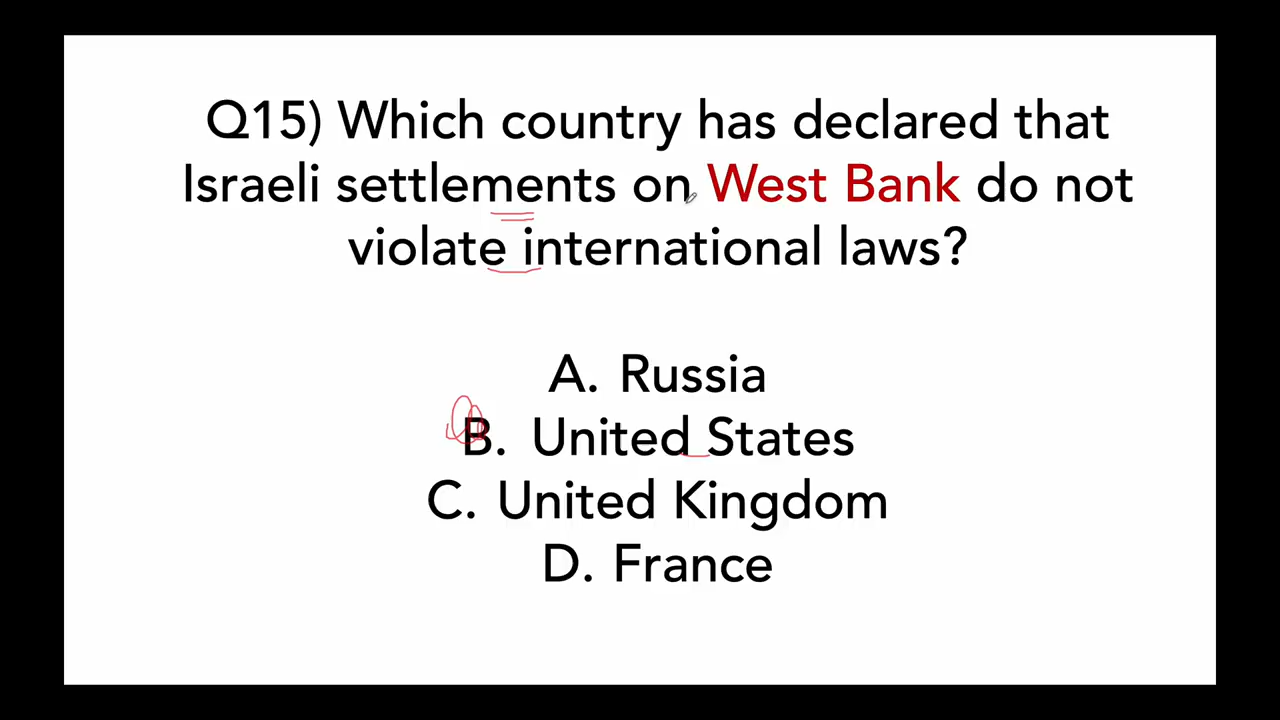 Q15) Which country has declared that
Israeli settlements on West Bank do not
violate international laws?
A. Russia
B. United States
C. United Kingdom
D. France